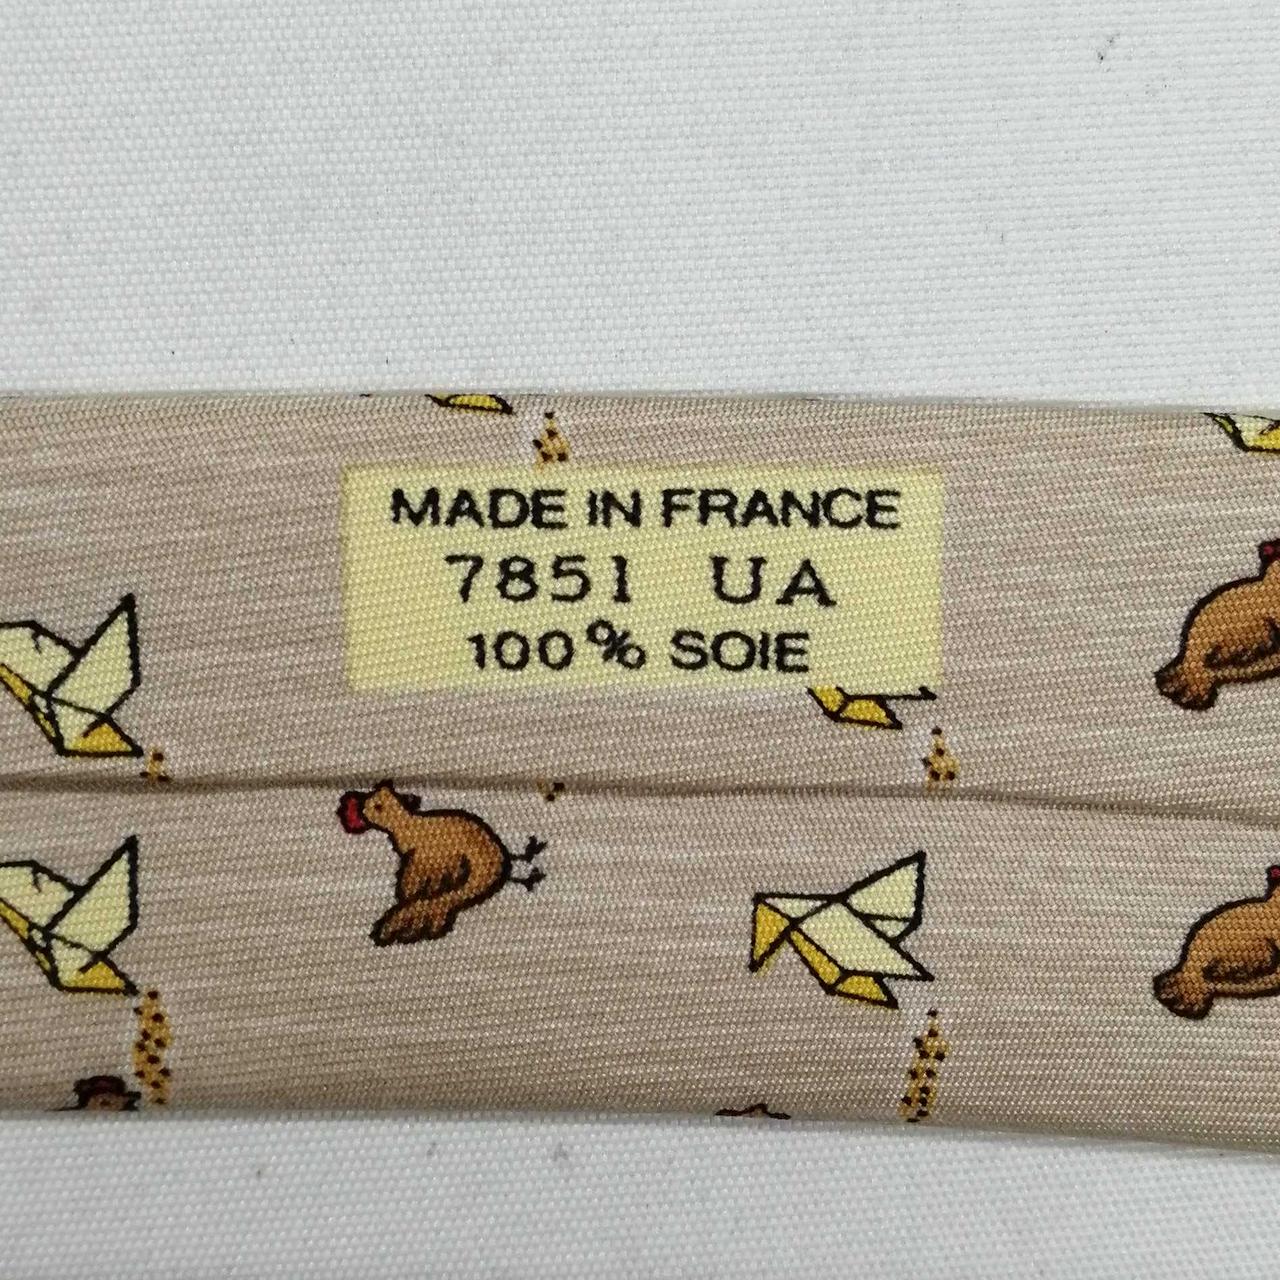 MADE IN FRANCE
7851 UA
100% SOIE